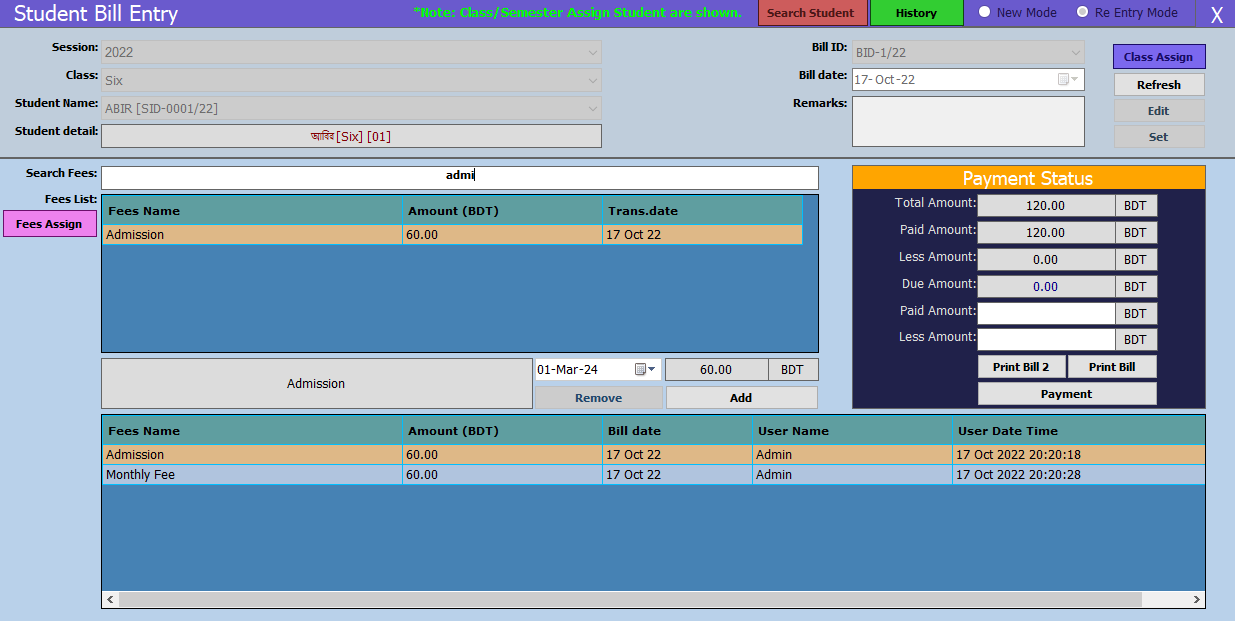 Student Bill Entry
*Note: Class/Semester Assign Student are shown.
Search Student
History
New Mode
Re Entry Mode
X
Session:
2022
Class:
Six
Student Name:
ABIR [SID-0001/22]
Student detail:
আবির [Six] [01]
Bill ID:
BID-1/22
Bill date:
17- Oct -22
Remarks:
Class Assign
Refresh
Edit
Set
Search Fees:
admi
Fees List:
Fees Assign
Fees Name Amount (BDT) Trans.date
Admission 60.00 17 Oct 22
Admission
01-Mar-24
60.00 BDT
Remove
Add
Payment Status
Total Amount: 120.00 BDT
Paid Amount: 120.00 BDT
Less Amount: 0.00 BDT
Due Amount: 0.00 BDT
Paid Amount: BDT
Less Amount: BDT
Print Bill 2
Print Bill
Payment
Fees Name Amount (BDT) Bill date User Name User Date Time
Admission 60.00 17 Oct 22 Admin 17 Oct 2022 20:20:18
Monthly Fee 60.00 17 Oct 22 Admin 17 Oct 2022 20:20:28